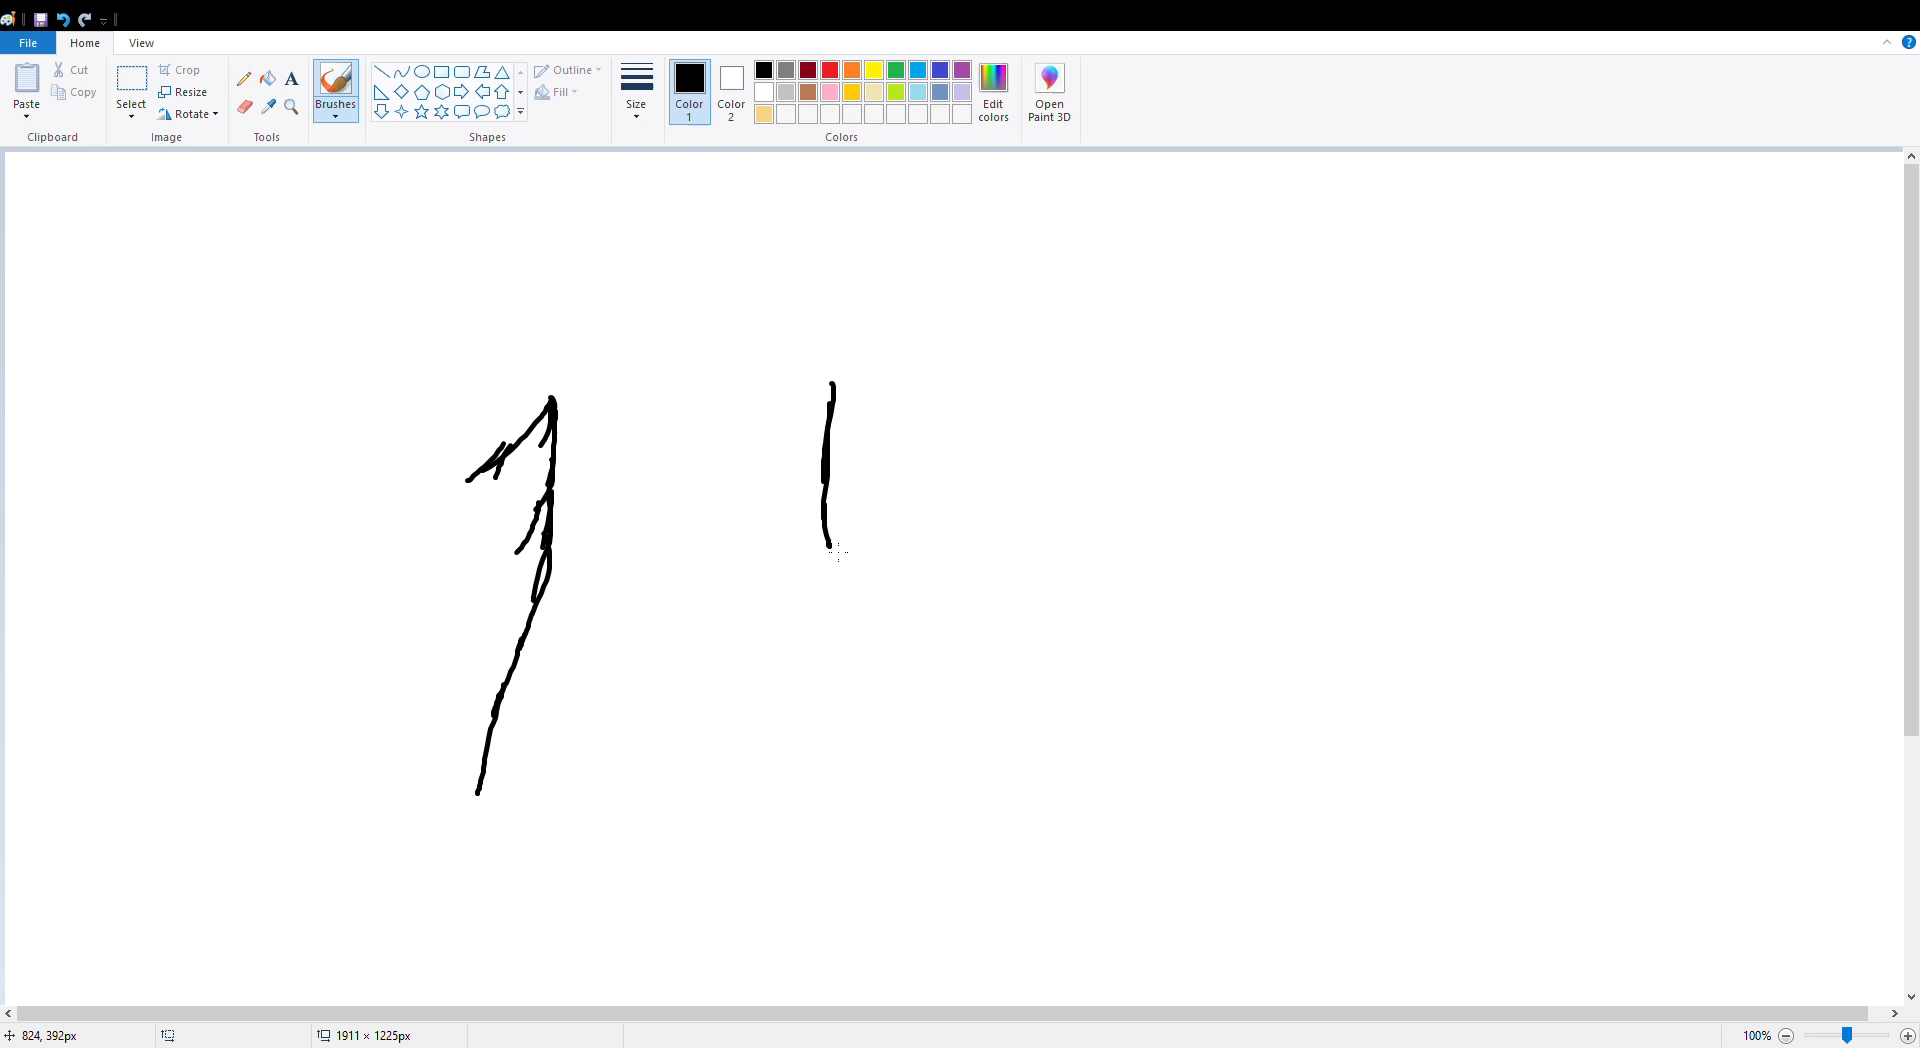 File Home View
Paste Cut Copy Clipboard
Select Crop Resize Rotate Image
A Tools
Brushes
Shapes Outline Fill
Size
Color 1 Color 2 Edit colors Colors
Open Paint 3D
1
824, 392px 1911 × 1225px 100%